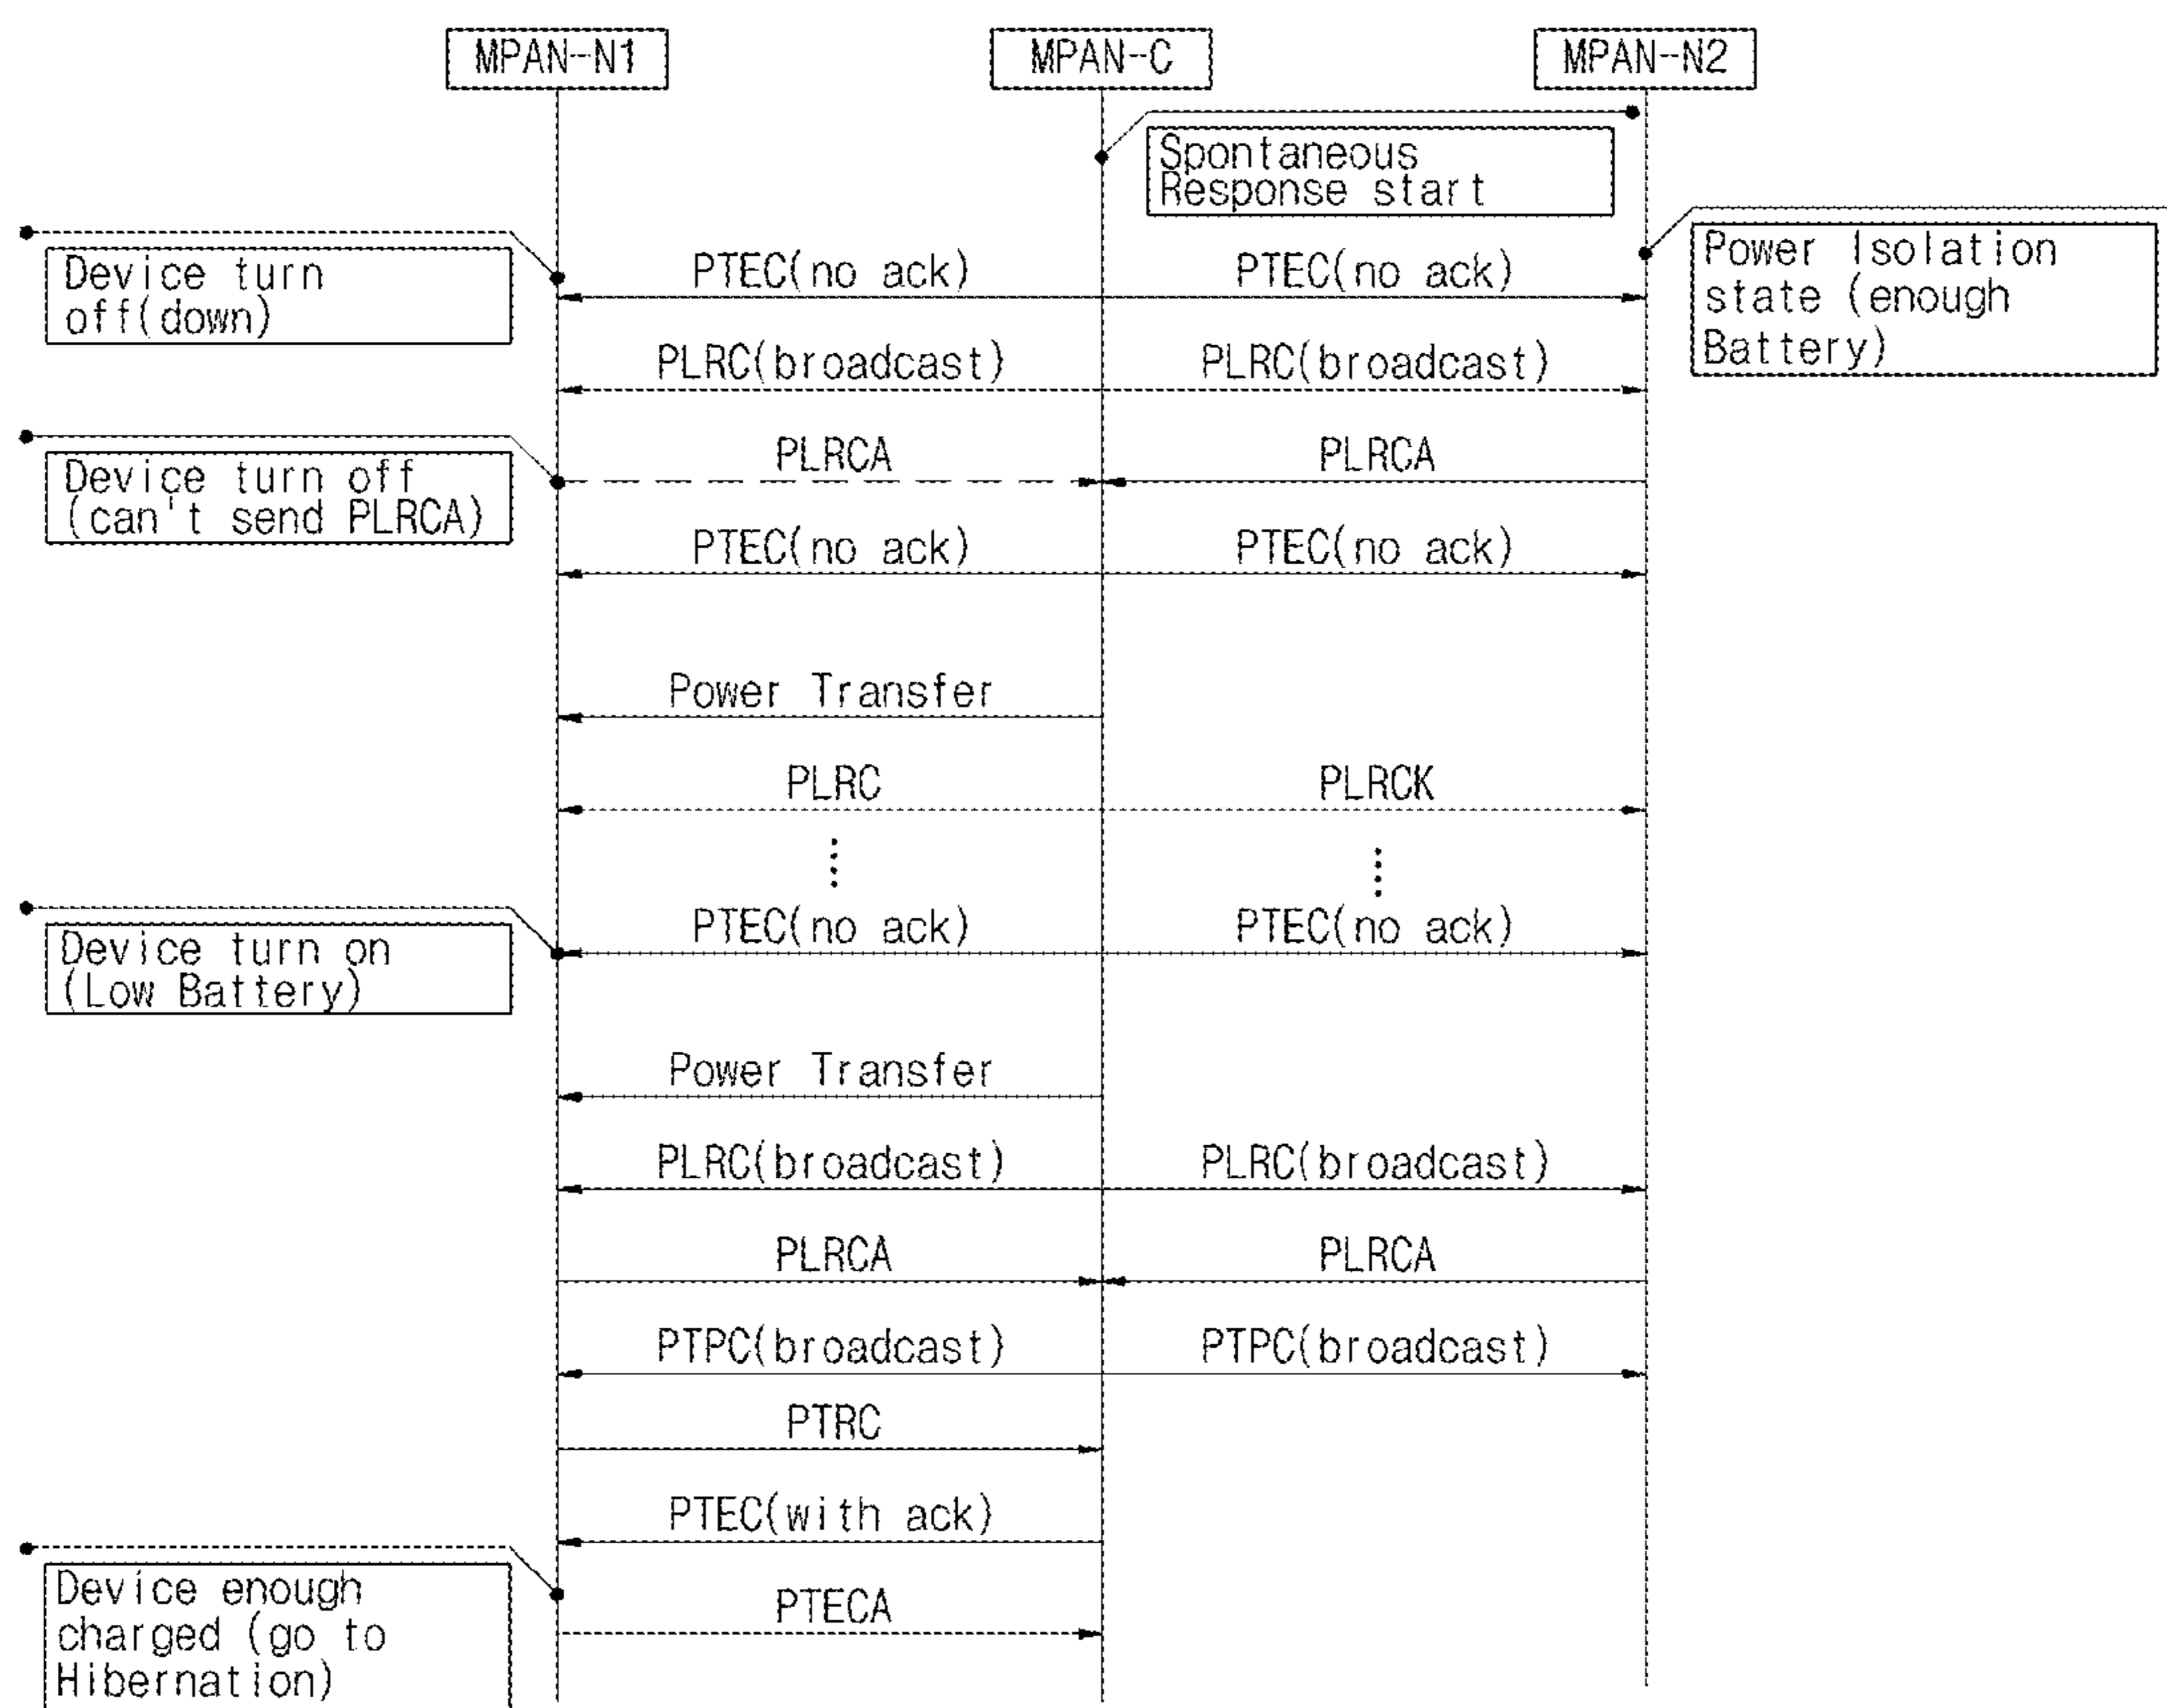 MPAN-N1
MPAN-C
MPAN-N2
Spontaneous
Response start
Device turn
off(down)
PTEC(no ack)
PTEC(no ack)
Power Isolation
state (enough
Battery)
PLRC(broadcast)
PLRC(broadcast)
Device turn off
(can't send PLRCA)
PLRCA
PLRCA
PTEC(no ack)
PTEC(no ack)
Power Transfer
PLRC
PLRCK
Device turn on
(Low Battery)
PTEC(no ack)
PTEC(no ack)
Power Transfer
PLRC(broadcast)
PLRC(broadcast)
PLRCA
PLRCA
PTPC(broadcast)
PTPC(broadcast)
PTRC
PTEC(with ack)
Device enough
charged (go to
Hibernation)
PTECA